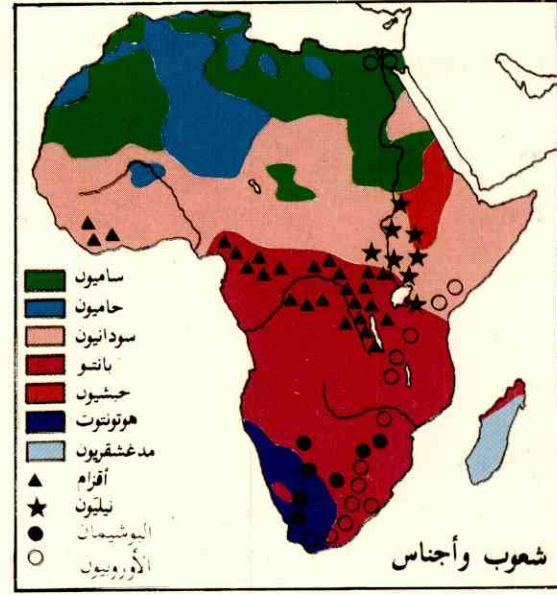 ساميون
حاميون
سودانيون
بانتو
حبشيون
هوتونتوت
مدغشقريون
أقزام
نيليون
البوشيمان
الأوروبيون
شعوب وأجناس